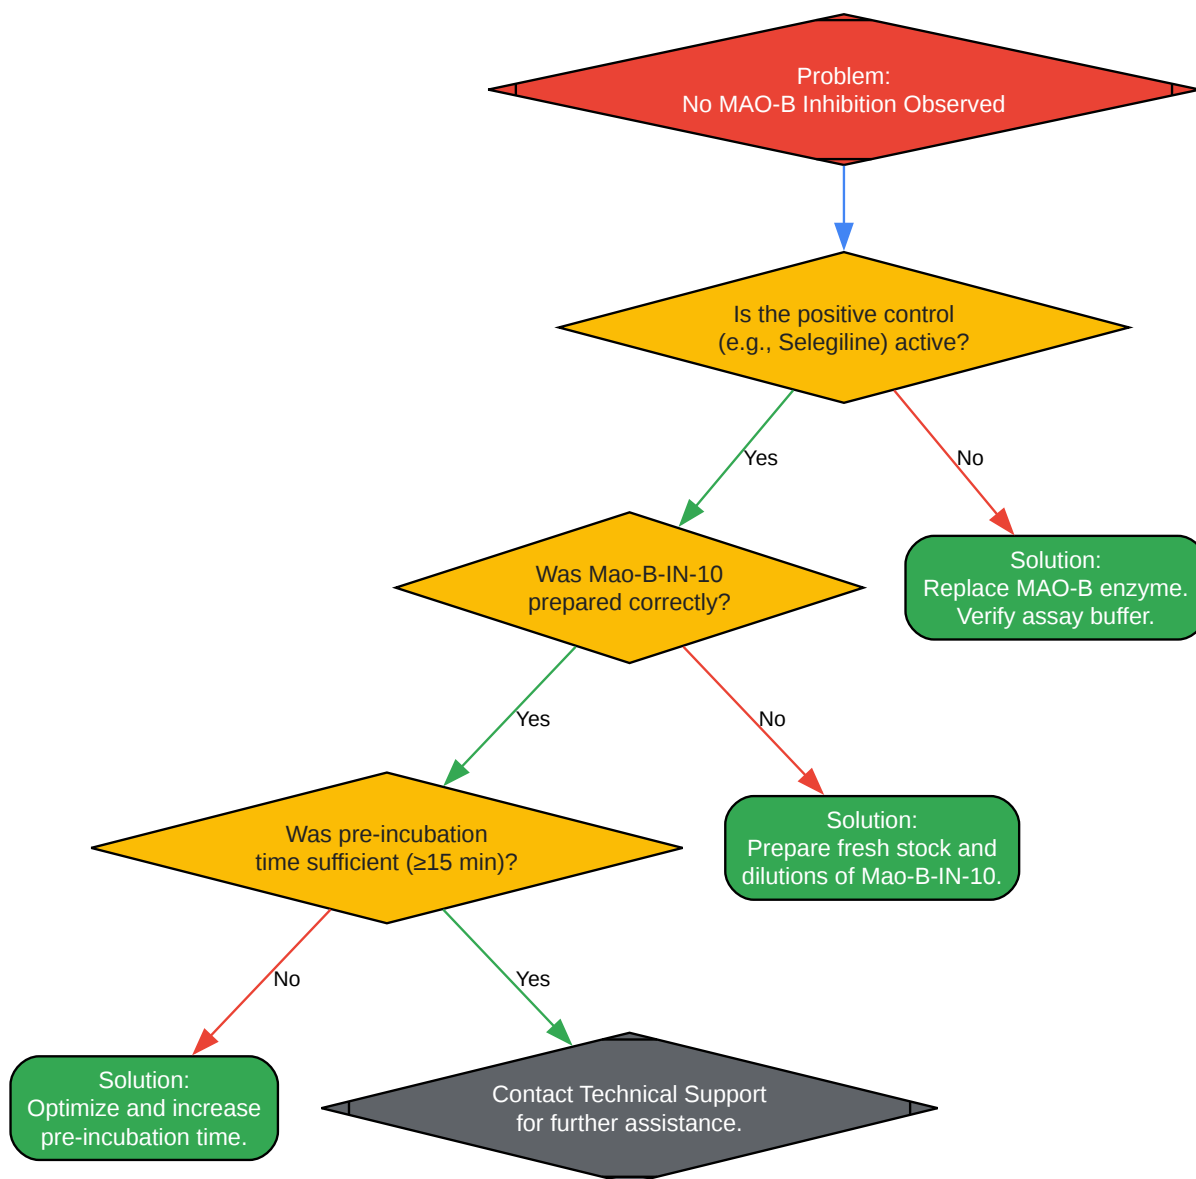 Problem:
No MAO-B Inhibition Observed
Is the positive control
(e.g., Selegiline) active?
Yes
No
Was Mao-B-IN-10
prepared correctly?
Solution:
Replace MAO-B enzyme.
Verify assay buffer.
Yes
No
Was pre-incubation
time sufficient (≥15 min)?
Solution:
Prepare fresh stock and
dilutions of Mao-B-IN-10.
No
Yes
Solution:
Optimize and increase
pre-incubation time.
Contact Technical Support
for further assistance.